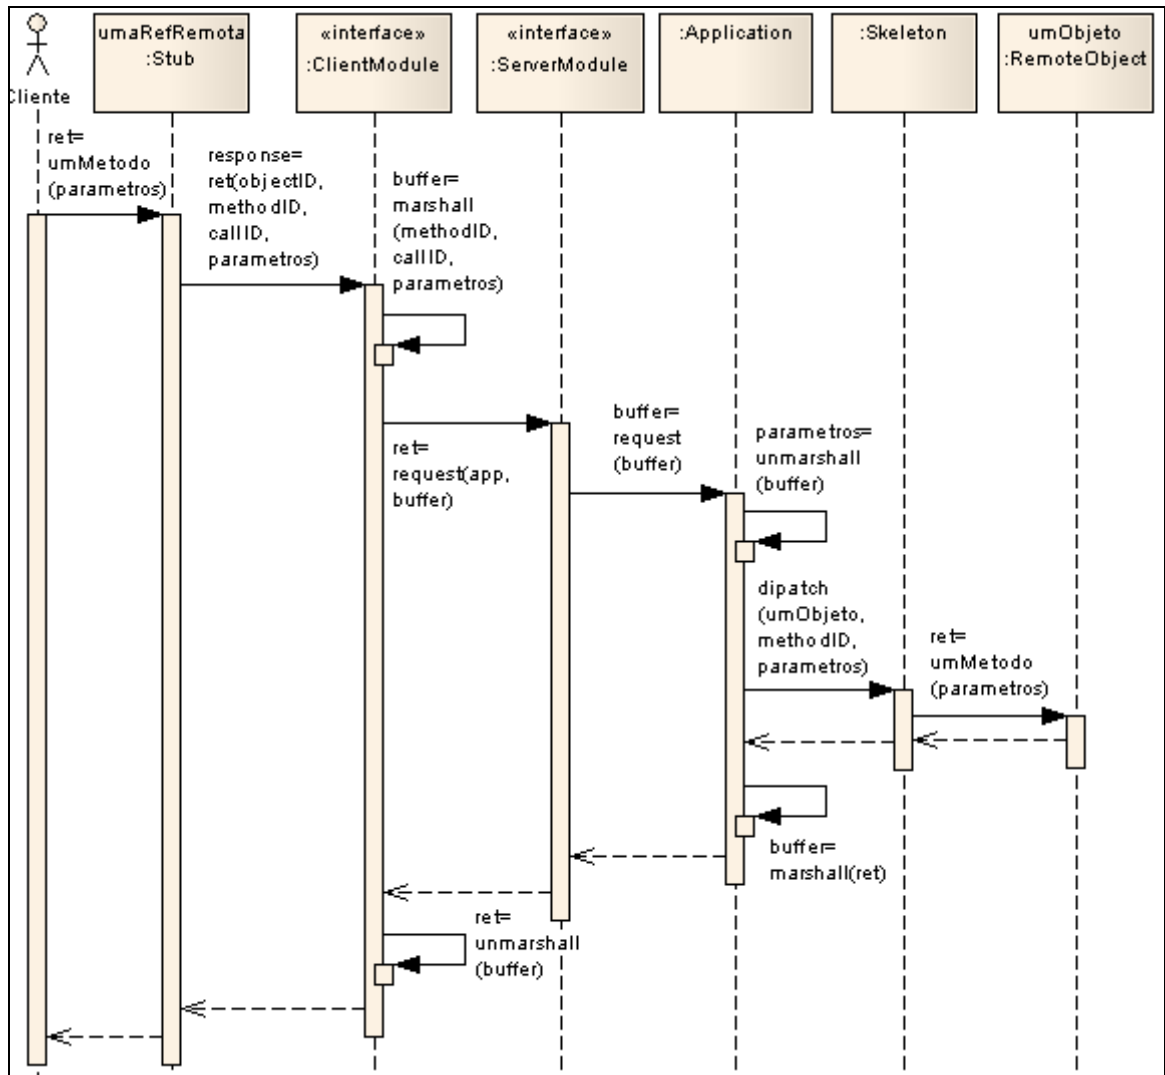 umaRefRemota
:Stub
«interface»
:ClientModule
«interface»
:ServerModule
:Application
:Skeleton
umObjeto
:RemoteObject
Cliente
ret=
umMetodo
(parametros)
response=
ret(objectID,
methodID,
callID,
parametros)
buffer=
marshall
(methodID,
callID,
parametros)
ret=
request(app,
buffer)
buffer=
request
(buffer)
parametros=
unmarshall
(buffer)
dipatch
(umObjeto,
methodID,
parametros)
ret=
umMetodo
(parametros)
buffer=
marshall(ret)
ret=
unmarshall
(buffer)